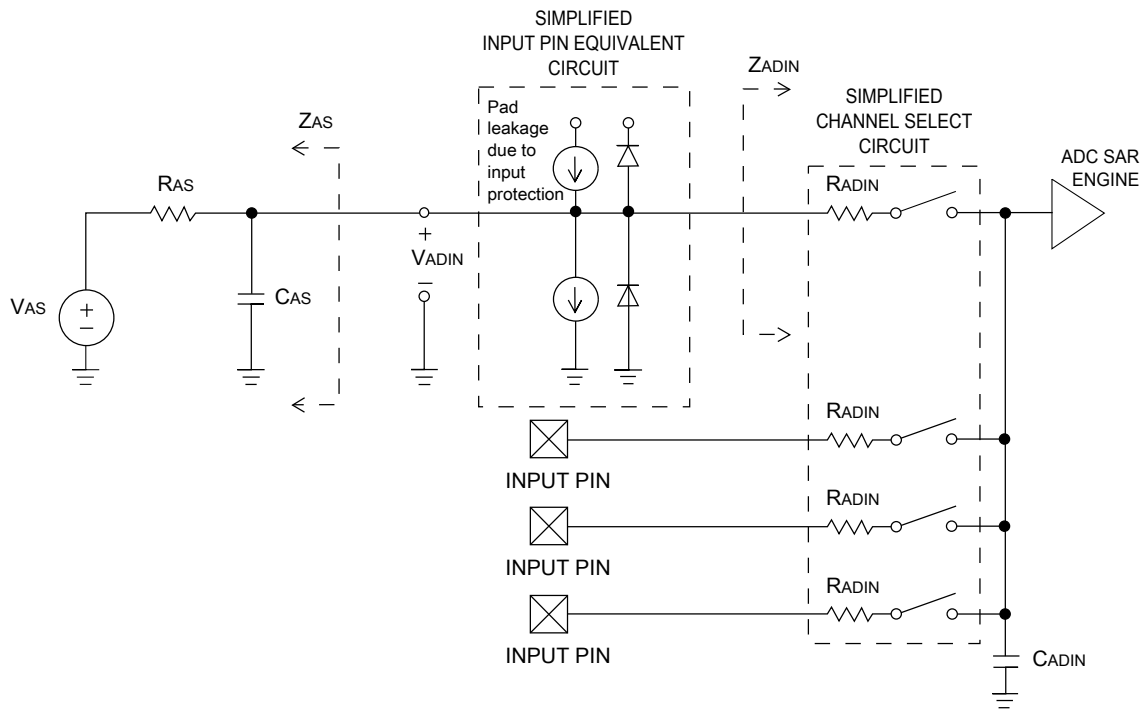 SIMPLIFIED
INPUT PIN EQUIVALENT
CIRCUIT
ZADIN
SIMPLIFIED
CHANNEL SELECT
CIRCUIT
Pad
leakage
due to
input
protection
ZAS
RAS
RADIN
ADC SAR
ENGINE
+
VADIN
–
CAS
VAS
+
–
RADIN
INPUT PIN
RADIN
INPUT PIN
RADIN
INPUT PIN
CADIN